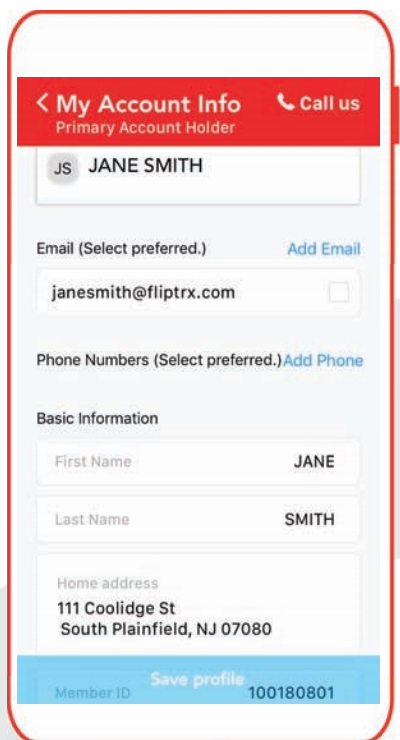 < My Account Info Call us
Primary Account Holder
JS JANE SMITH
Email (Select preferred.) Add Email
janesmith@fliptrx.com
Phone Numbers (Select preferred.) Add Phone
Basic Information
First Name JANE
Last Name SMITH
Home address
111 Coolidge St
South Plainfield, NJ 07080
Save profile
Member ID 100180801